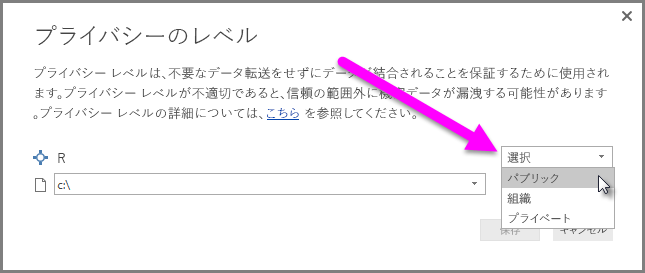 プライバシーのレベル
プライバシー レベルは、不要なデータ転送をせずにデータが結合されることを保証するために使用され
ます。プライバシー レベルが不適切であると、信頼の範囲外に機密データが漏洩する可能性があります
。プライバシー レベルの詳細については、こちら を参照してください。
R
選択
c:\
パブリック
組織
プライベート
保存
キャンセル